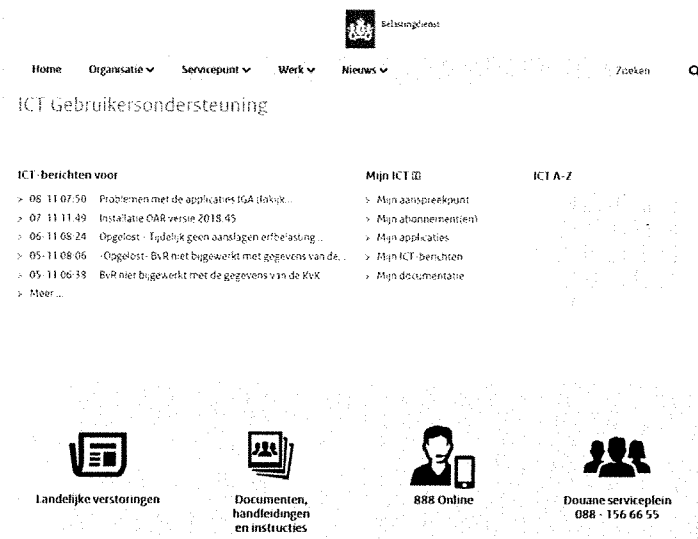 Belastingdienst
Home Organisatie Servicepunt Werk Nieuws Zoeken
ICT Gebruikersondersteuning
ICT-berichten voor
> 08-11 07:50 Problemen met de applicaties IGA
> 07-11 11:49 Installatie OAR versie 2018.45
> 06-11 08:24 Opgelost - Tijdelijk geen aanslagen erfbelasting...
> 05-11 08:06 -Opgelost- BvR niet bijgewerkt met gegevens van de...
> 05-11 06:38 BvR niet bijgewerkt met de gegevens van de KvK
> Meer ...
Mijn ICT
> Mijn aanspreekpunt
> Mijn abonnement(en)
> Mijn applicaties
> Mijn ICT-berichten
> Mijn documentatie
ICT A-Z
Landelijke verstoringen
Documenten,
handleidingen
en instructies
888 Online
Douane serviceplein
088 - 156 66 55